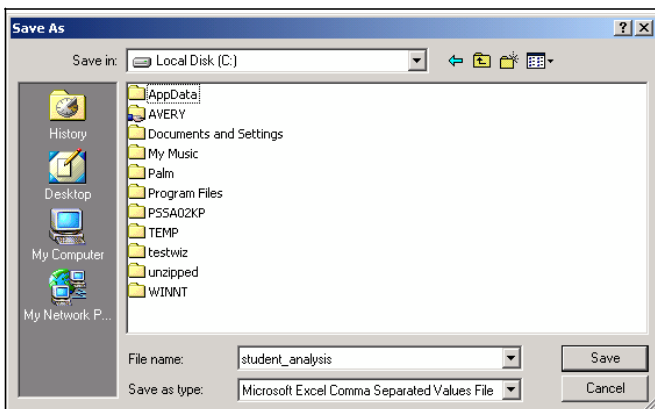 Save As
Save in: Local Disk (C:)
History
Desktop
My Computer
My Network P...
AppData
AVERY
Documents and Settings
My Music
Palm
Program Files
PSSA02KP
TEMP
testwiz
unzipped
WINNT
File name: student_analysis Save
Save as type: Microsoft Excel Comma Separated Values File Cancel